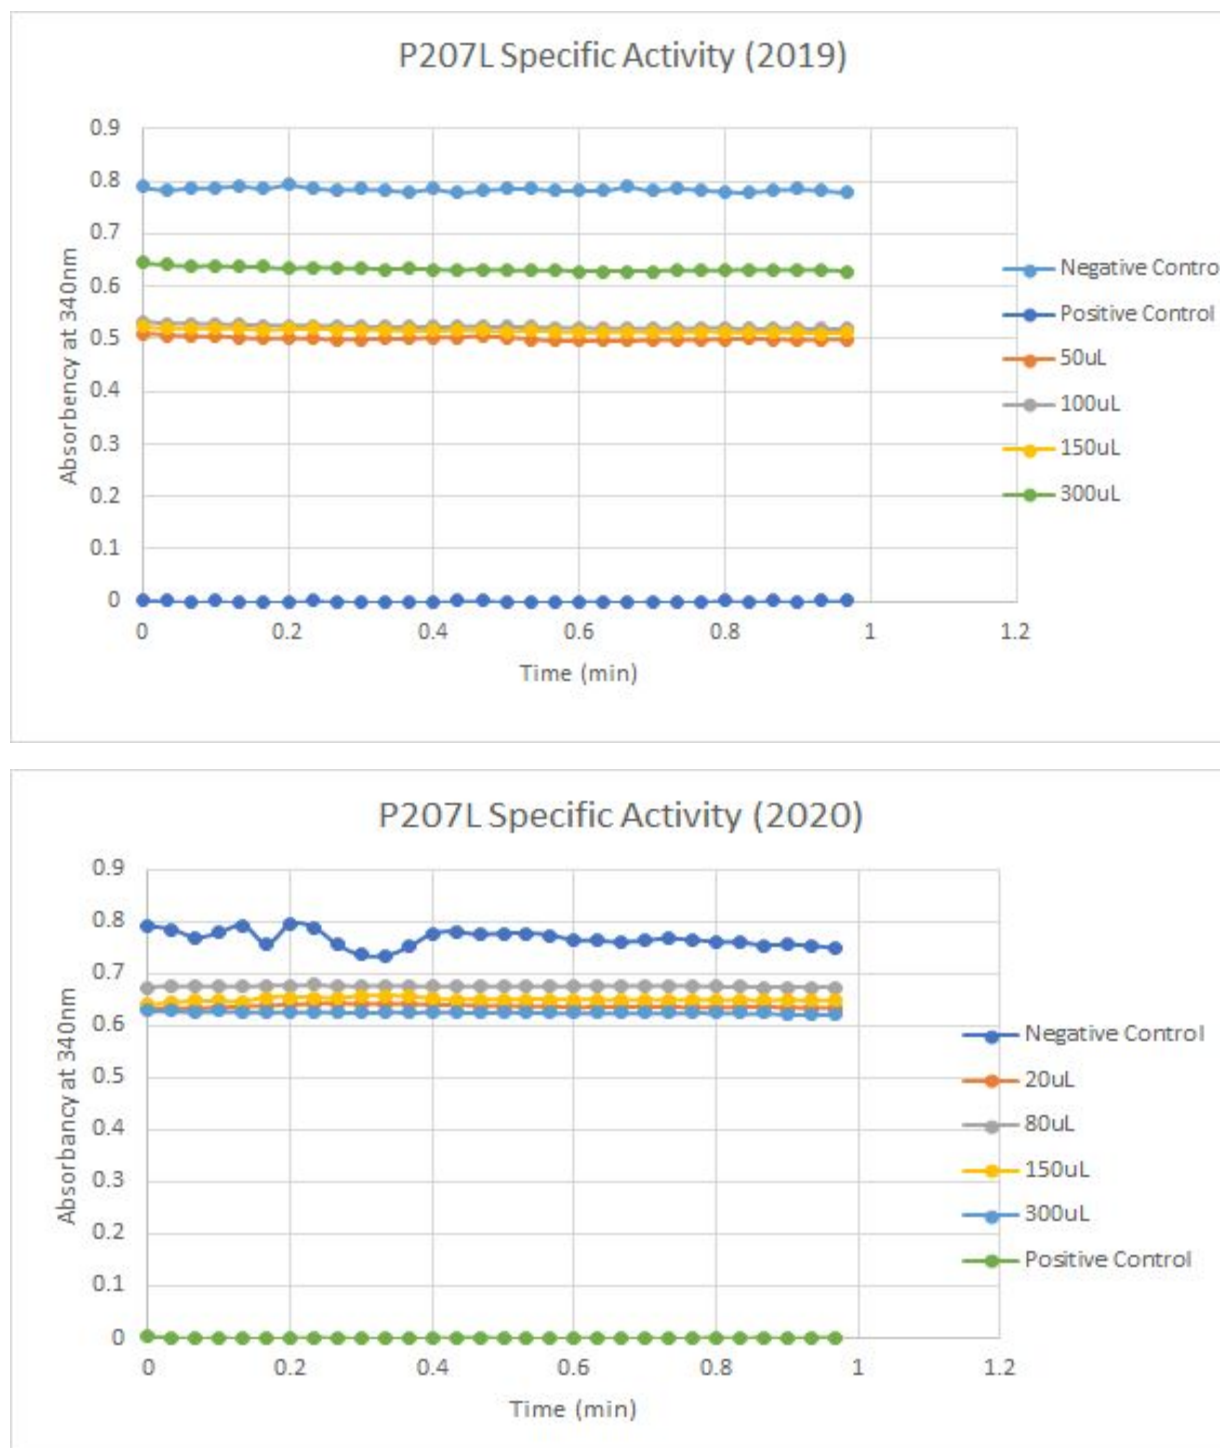 P207L Specific Activity (2019)
0.9
0.8
0.7
0.6
0.5
0.4
0.3
0.2
0.1
0
Absorbency at 340nm
0 0.2 0.4 0.6 0.8 1 1.2
Time (min)
Negative Contro
Positive Control
50uL
100uL
150uL
300uL
P207L Specific Activity (2020)
0.9
0.8
0.7
0.6
0.5
0.4
0.3
0.2
0.1
0
Absorbancy at 340nm
0 0.2 0.4 0.6 0.8 1 1.2
Time (min)
Negative Control
20uL
80uL
150uL
300uL
Positive Control